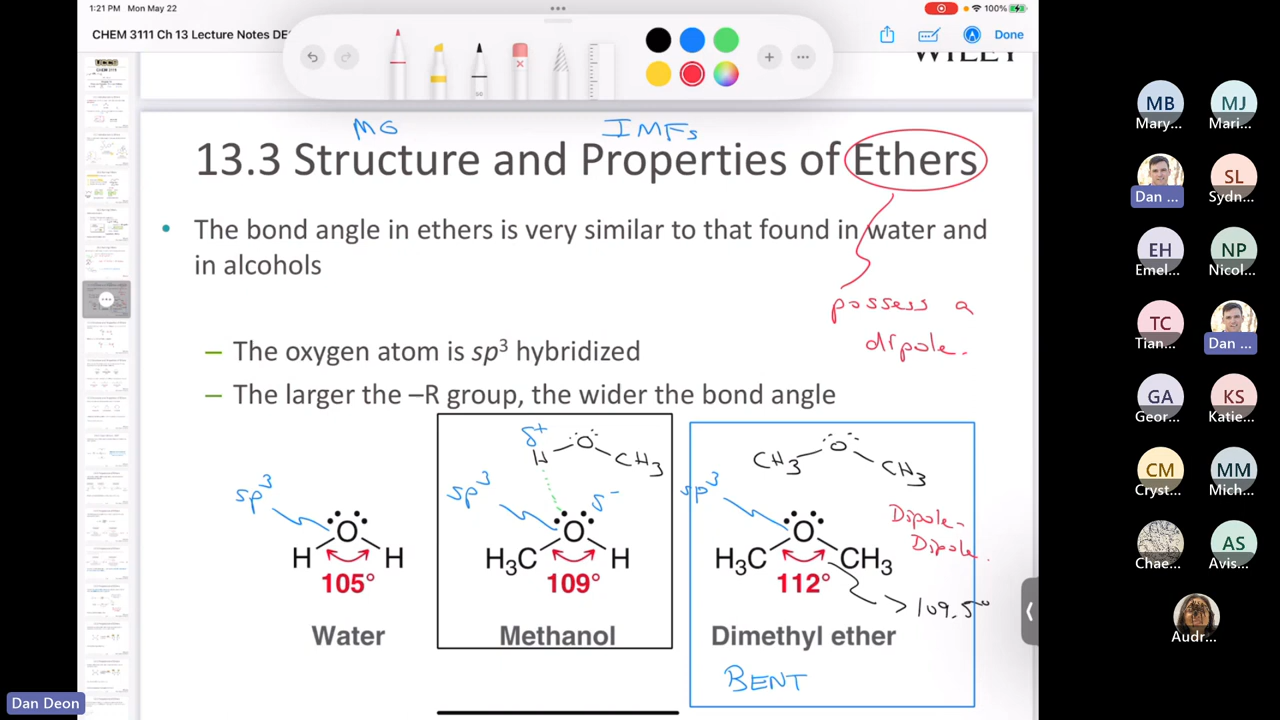 1:21 PM Mon May 22
100%
CHEM 3111 Ch 13 Lecture Notes DE
Done
WILEY
MG
IMFs
13.3 Structure and Properties of Ethers
• The bond angle in ethers is very similar to that found in water and
in alcohols
possess a
dipole.
– The oxygen atom is sp³ hybridized
– The larger the –R group, the wider the bond angle
δ+
H O CH3
CH3 O CH3
sp³
sp³
δ-
sp³
Dipole-
Dipole
H O H
H₃C O H
H₃C O CH₃
105°
109°
112°
> 109.5°
Water
Methanol
Dimethyl ether
BENT
MB
Mary...
MJ
Mari...
Dan ...
SL
Sydn...
EH
Emel...
NP
Nicol...
TC
Tian...
Dan ...
GA
Geor...
KS
Katie...
CM
Cryst...
MM
Mich...
Chae...
AS
Avis...
Audr...
Dan Deon